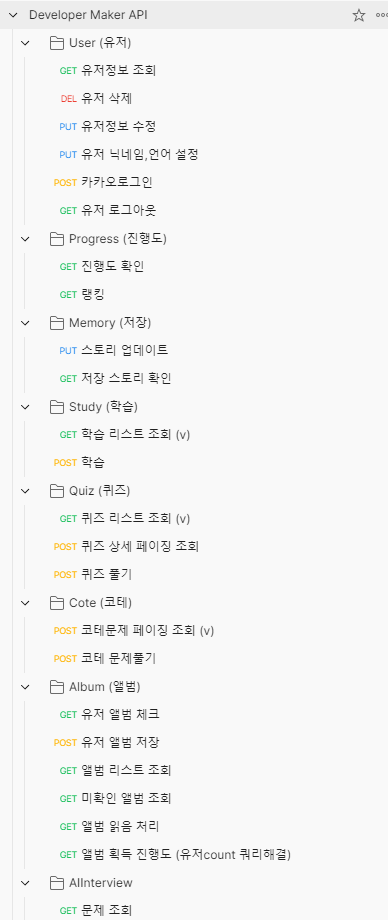 Developer Maker API
User (유저)
GET 유저정보 조회
DEL 유저 삭제
PUT 유저정보 수정
PUT 유저 닉네임,언어 설정
POST 카카오로그인
GET 유저 로그아웃
Progress (진행도)
GET 진행도 확인
GET 랭킹
Memory (저장)
PUT 스토리 업데이트
GET 저장 스토리 확인
Study (학습)
GET 학습 리스트 조회 (v)
POST 학습
Quiz (퀴즈)
GET 퀴즈 리스트 조회 (v)
POST 퀴즈 상세 페이징 조회
POST 퀴즈 풀기
Cote (코테)
POST 코테문제 페이징 조회 (v)
POST 코테 문제풀기
Album (앨범)
GET 유저 앨범 체크
POST 유저 앨범 저장
GET 앨범 리스트 조회
GET 미확인 앨범 조회
GET 앨범 읽음 처리
GET 앨범 획득 진행도 (유저count 쿼리해결)
AIInterview
GET 문제 조회